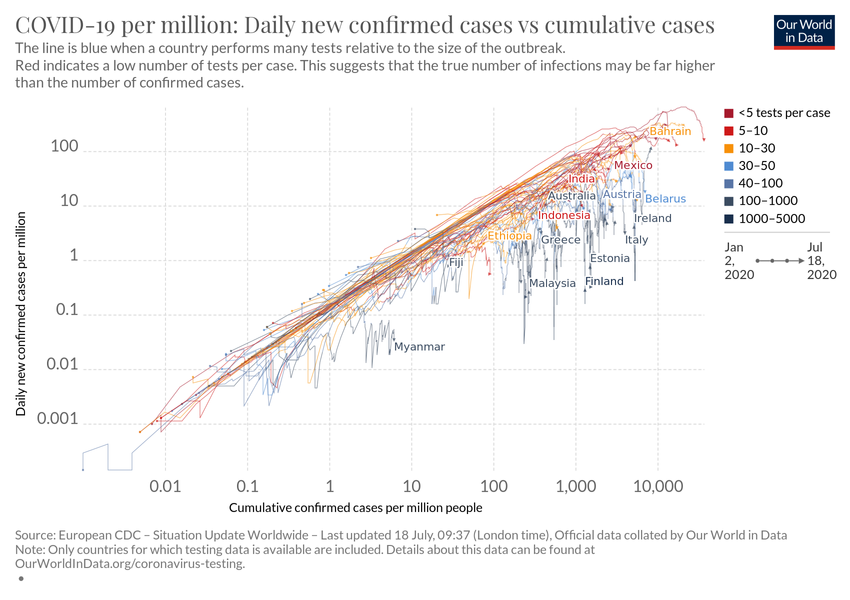 COVID-19 per million: Daily new confirmed cases vs cumulative cases
Our World
in Data
The line is blue when a country performs many tests relative to the size of the outbreak.
Red indicates a low number of tests per case. This suggests that the true number of infections may be far higher
than the number of confirmed cases.
<5 tests per case
5–10
10–30
30–50
40–100
100–1000
1000–5000
Jan
2,
2020
Jul
18,
2020
Daily new confirmed cases per million
100
10
1
0.1
0.01
0.001
Bahrain
Mexico
India
Australia
Austria
Belarus
Indonesia
Ireland
Ethiopia
Greece
Italy
Fiji
Estonia
Malaysia
Finland
Myanmar
0.01
0.1
1
10
100
1,000
10,000
Cumulative confirmed cases per million people
Source: European CDC – Situation Update Worldwide – Last updated 18 July, 09:37 (London time), Official data collated by Our World in Data
Note: Only countries for which testing data is available are included. Details about this data can be found at
OurWorldInData.org/coronavirus-testing.